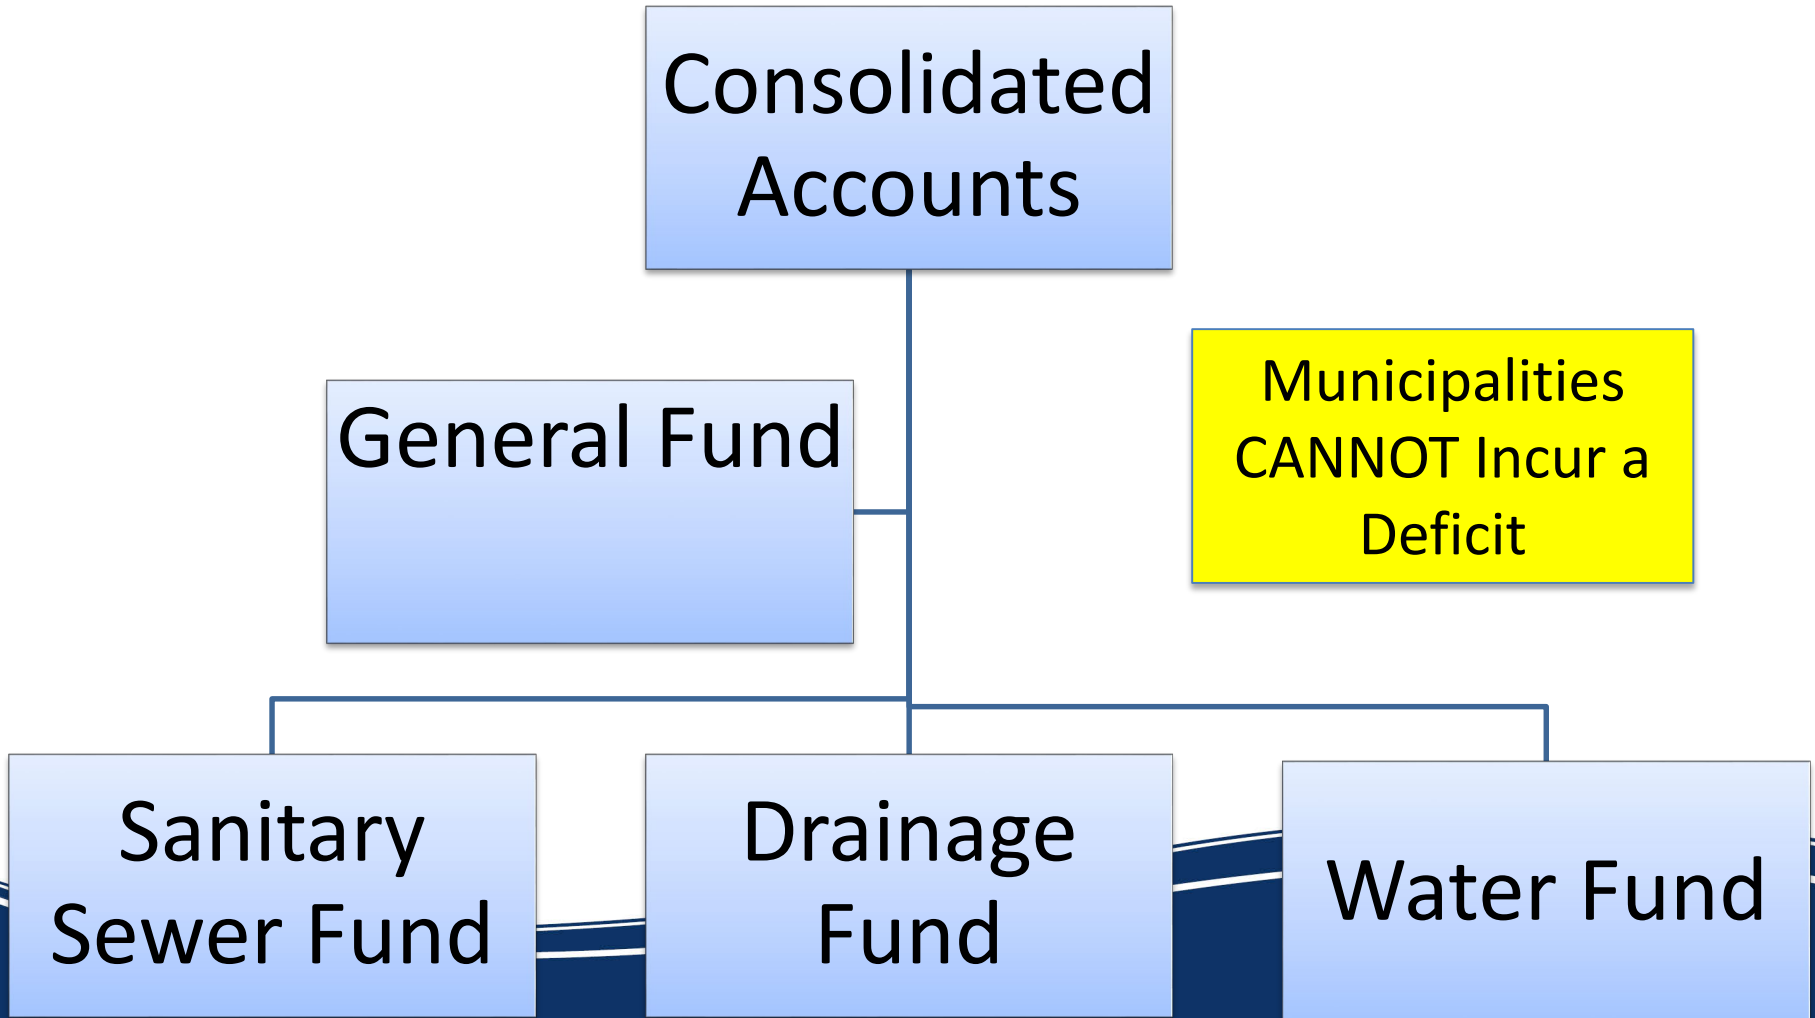 Consolidated
Accounts
General Fund
Municipalities
CANNOT Incur a
Deficit
Sanitary
Sewer Fund
Drainage
Fund
Water Fund